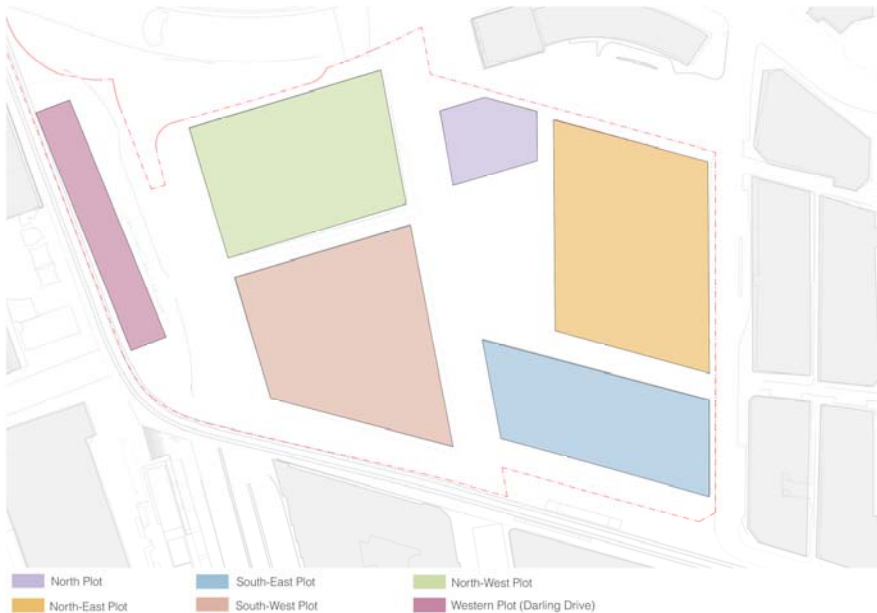 North Plot
South-East Plot
North-West Plot
North-East Plot
South-West Plot
Western Plot (Darling Drive)